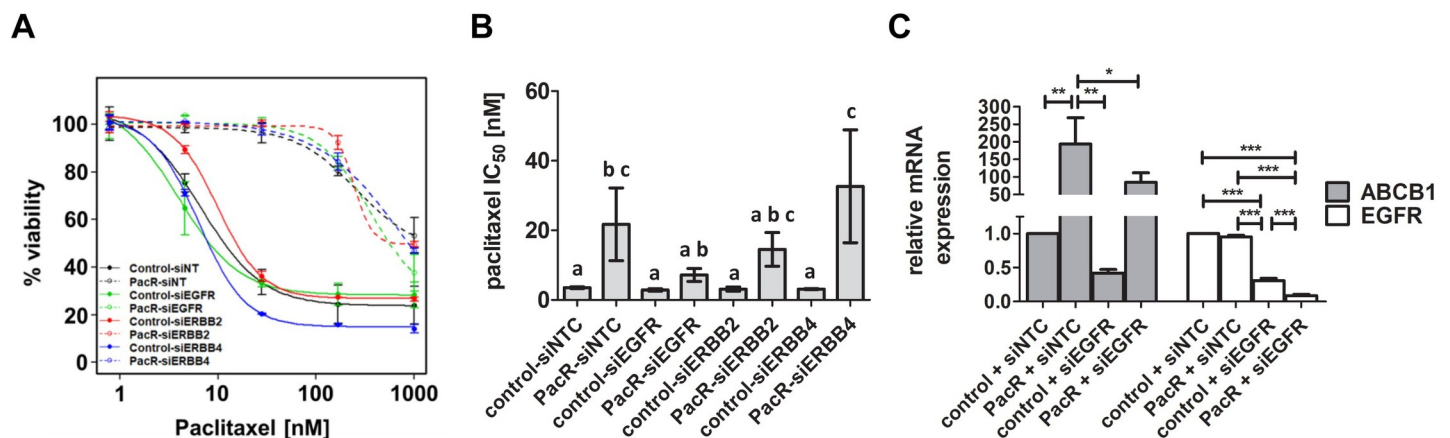 A
% viability
100
80
60
40
20
0
Control-siNT
PacR-siNT
Control-siEGFR
PacR-siEGFR
Control-siERBB2
PacR-siERBB2
Control-siERBB4
PacR-siERBB4
1 10 100 1000
Paclitaxel [nM]
B
paclitaxel IC50 [nM]
60
40
20
0
a
b c
a
a b
a
a b c
a
c
control-siNTC
PacR-siNTC
control-siEGFR
PacR-siEGFR
control-siERBB2
PacR-siERBB2
control-siERBB4
PacR-siERBB4
C
relative mRNA
expression
300
250
200
150
100
50
1.0
0.5
0.0
*
** **
***
***
***
*** ***
ABCB1
EGFR
control + siNTC
PacR + siNTC
control + siEGFR
PacR + siEGFR
control + siNTC
PacR + siNTC
control + siEGFR
PacR + siEGFR